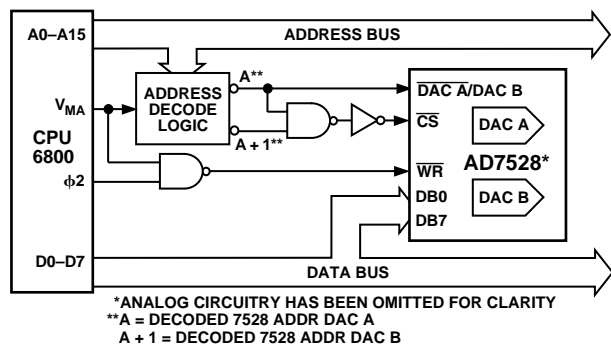 A0–A15
ADDRESS BUS
A**
ADDRESS
DECODE
LOGIC
VMA
CPU
6800
A + 1**
DAC A/DAC B
CS
DAC A
AD7528*
WR
ϕ2
DB0
DAC B
DB7
D0–D7
DATA BUS
*ANALOG CIRCUITRY HAS BEEN OMITTED FOR CLARITY
**A = DECODED 7528 ADDR DAC A
A + 1 = DECODED 7528 ADDR DAC B